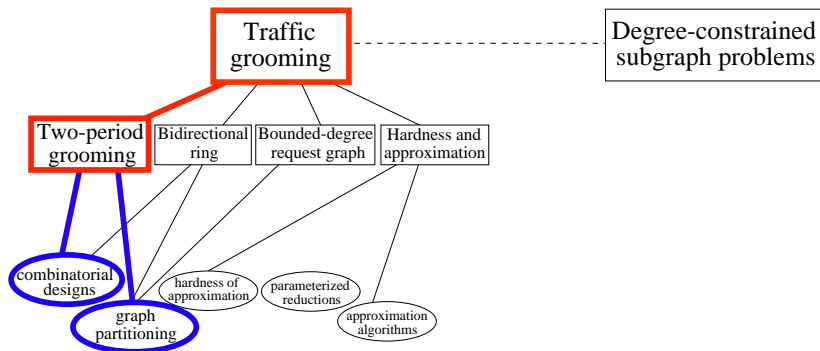 Traffic
grooming
Degree-constrained
subgraph problems
Two-period
grooming
Bidirectional
ring
Bounded-degree
request graph
Hardness and
approximation
combinatorial
designs
hardness of
approximation
parameterized
reductions
graph
partitioning
approximation
algorithms